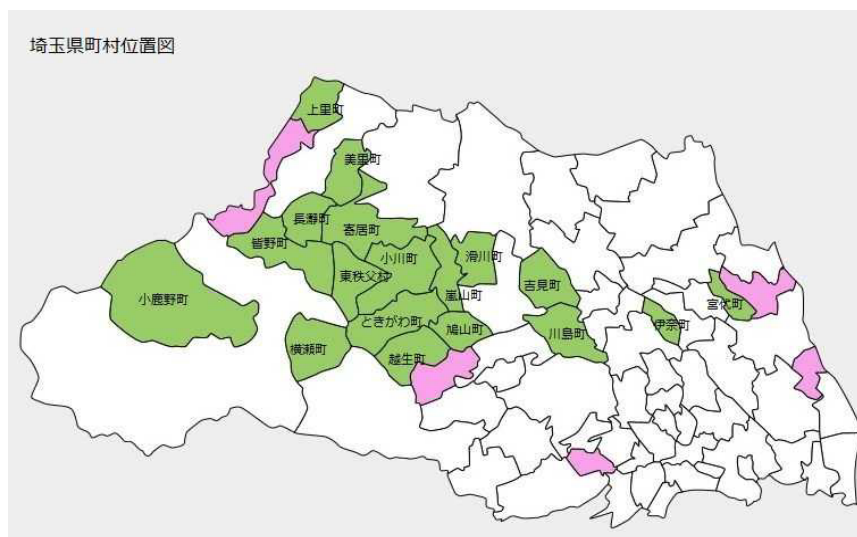 埼玉県町村位置図
上里町
美里町
長瀞町
寄居町
皆野町
小川町
滑川町
東秩父村
吉見町
嵐山町
小鹿野町
宮代町
ときがわ町
鳩山町
伊奈町
川島町
横瀬町
越生町